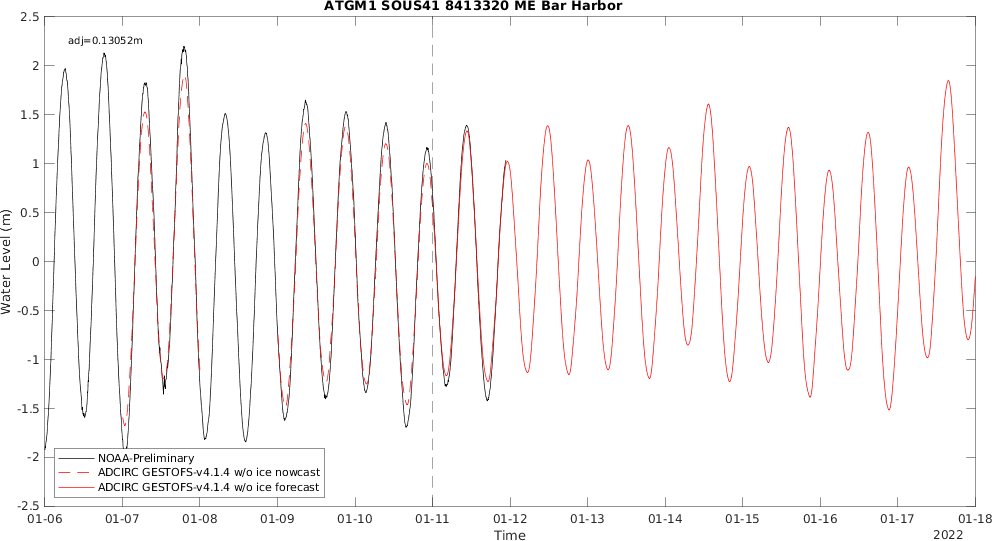 ATGM1 SOUS41 8413320 ME Bar Harbor
adj=0.13052m
Water Level (m)
2.5
2
1.5
1
0.5
0
-0.5
-1
-1.5
-2
-2.5
NOAA-Preliminary
ADCIRC GESTOFS-v4.1.4 w/o ice nowcast
ADCIRC GESTOFS-v4.1.4 w/o ice forecast
01-06 01-07 01-08 01-09 01-10 01-11 01-12 01-13 01-14 01-15 01-16 01-17 01-18
Time
2022